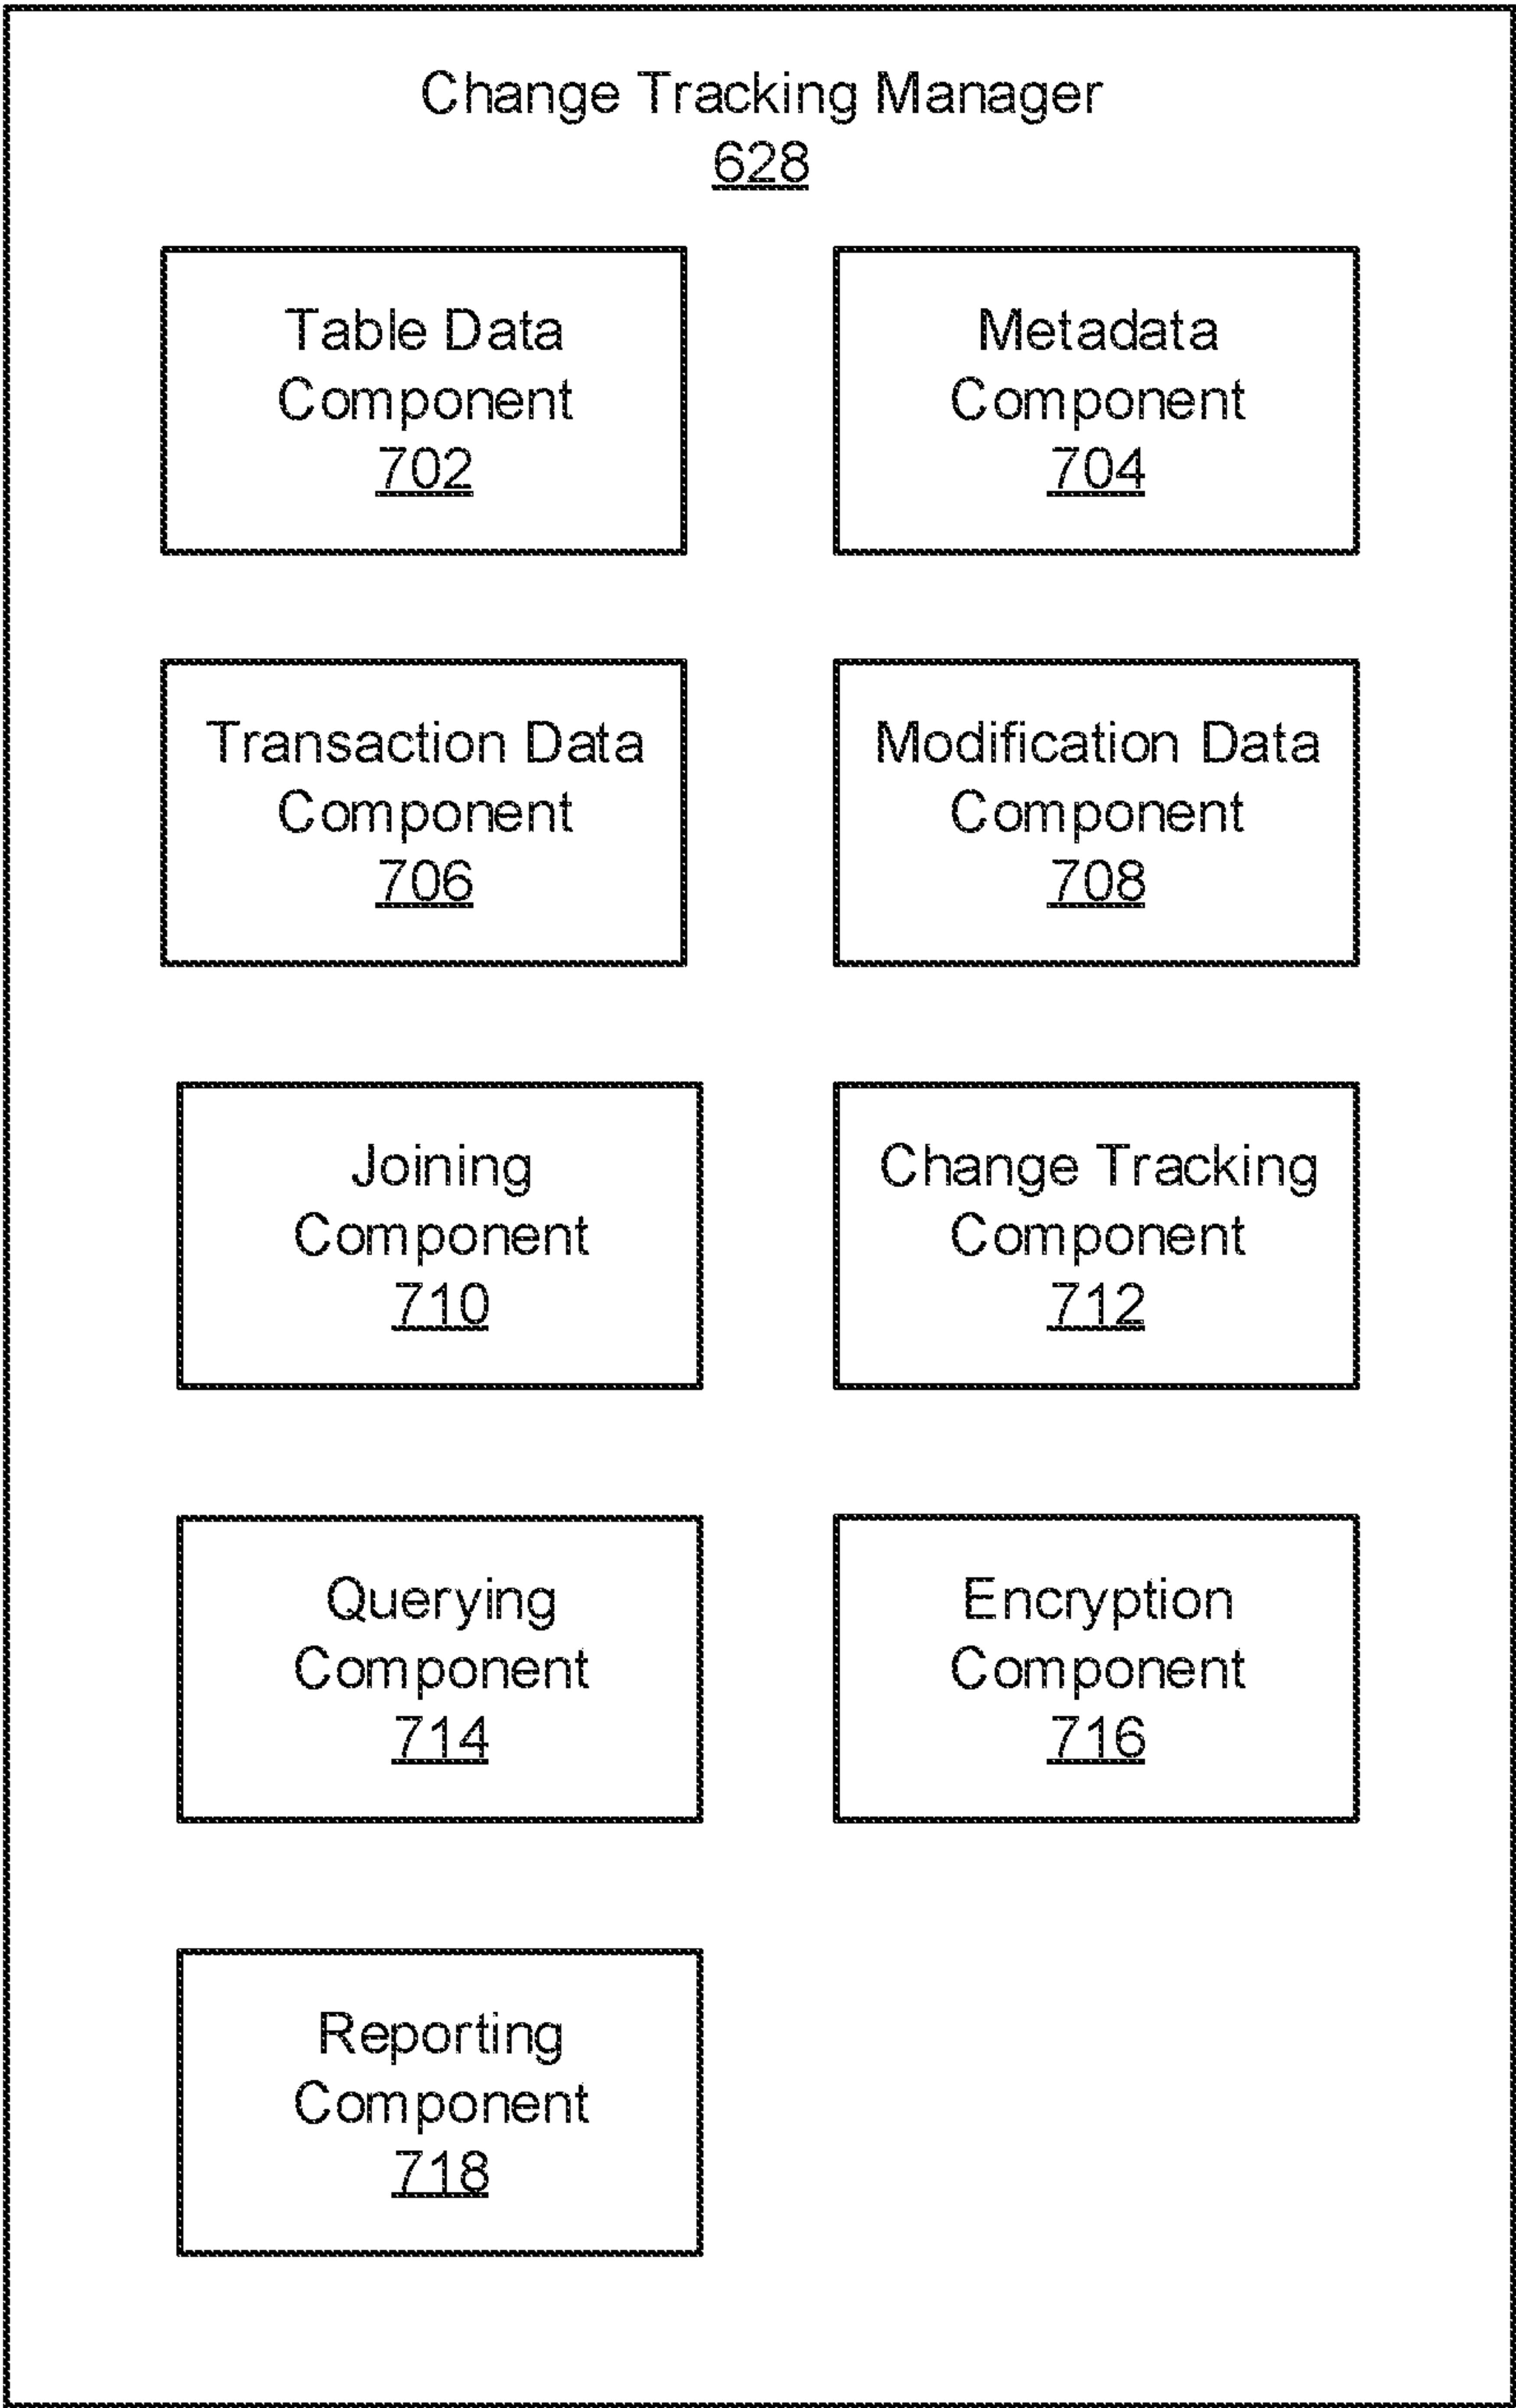 Change Tracking Manager
628
Table Data
Component
702
Metadata
Component
704
Transaction Data
Component
706
Modification Data
Component
708
Joining
Component
710
Change Tracking
Component
712
Querying
Component
714
Encryption
Component
716
Reporting
Component
718